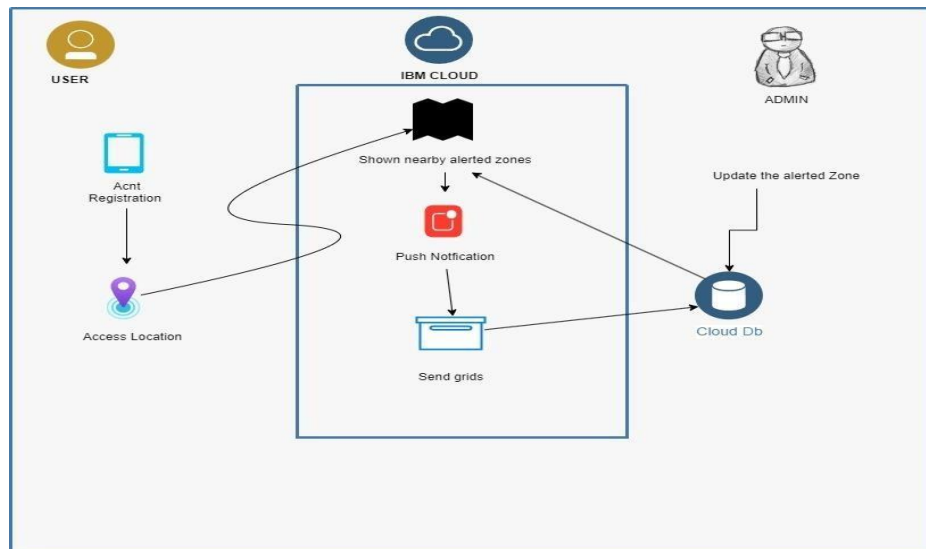 USER
IBM CLOUD
ADMIN
Acnt
Registration
Access Location
Shown nearby alerted zones
Push Notfication
Send grids
Update the alerted Zone
Cloud Db